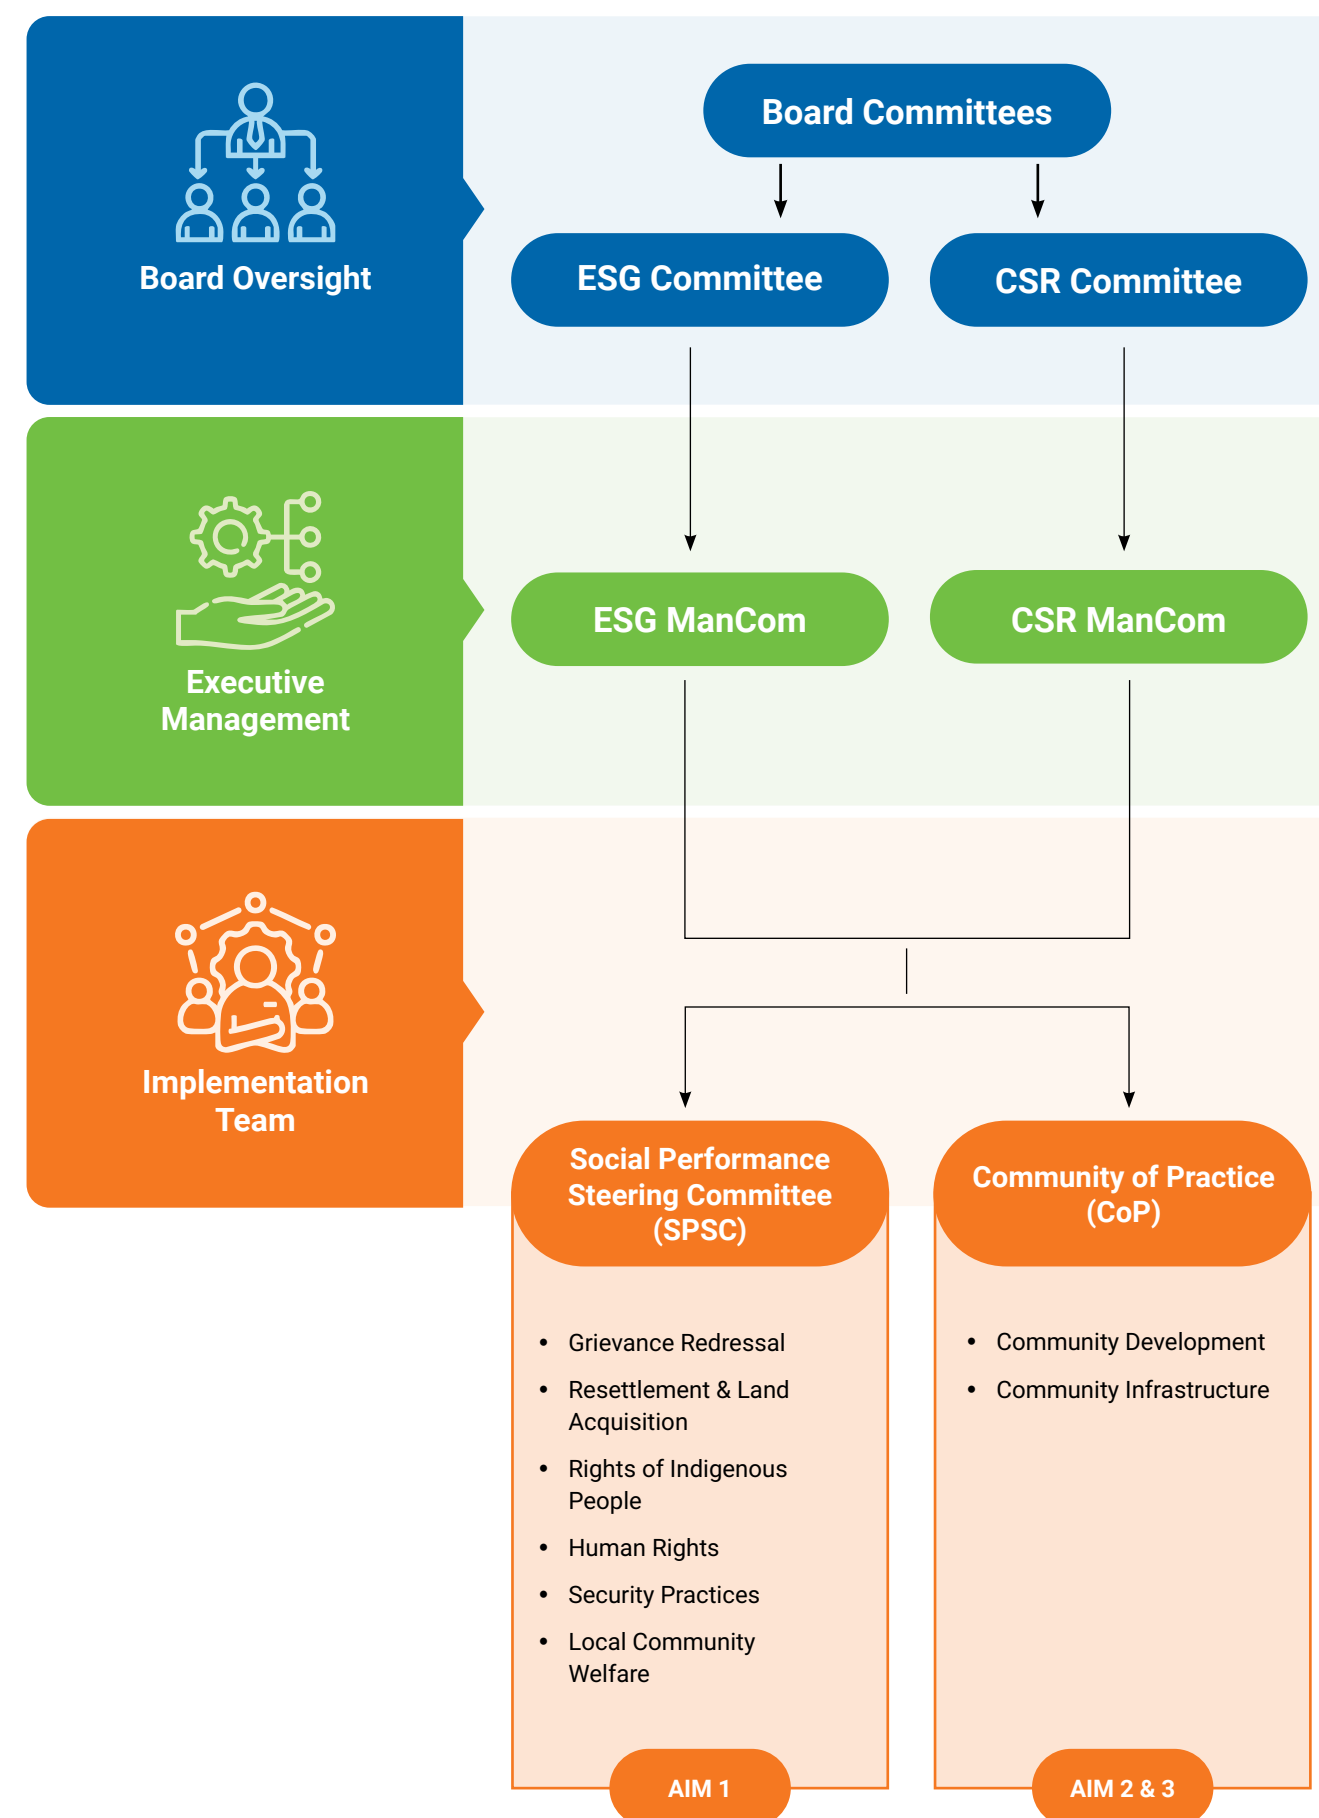 Board Committees
ESG Committee
CSR Committee
Board Oversight
ESG ManCom
CSR ManCom
Executive
Management
Implementation
Team
Social Performance
Steering Committee
(SPSC)
• Grievance Redressal
• Resettlement & Land
Acquisition
• Rights of Indigenous
People
• Human Rights
• Security Practices
• Local Community
Welfare
AIM 1
Community of Practice
(CoP)
• Community Development
• Community Infrastructure
AIM 2 & 3